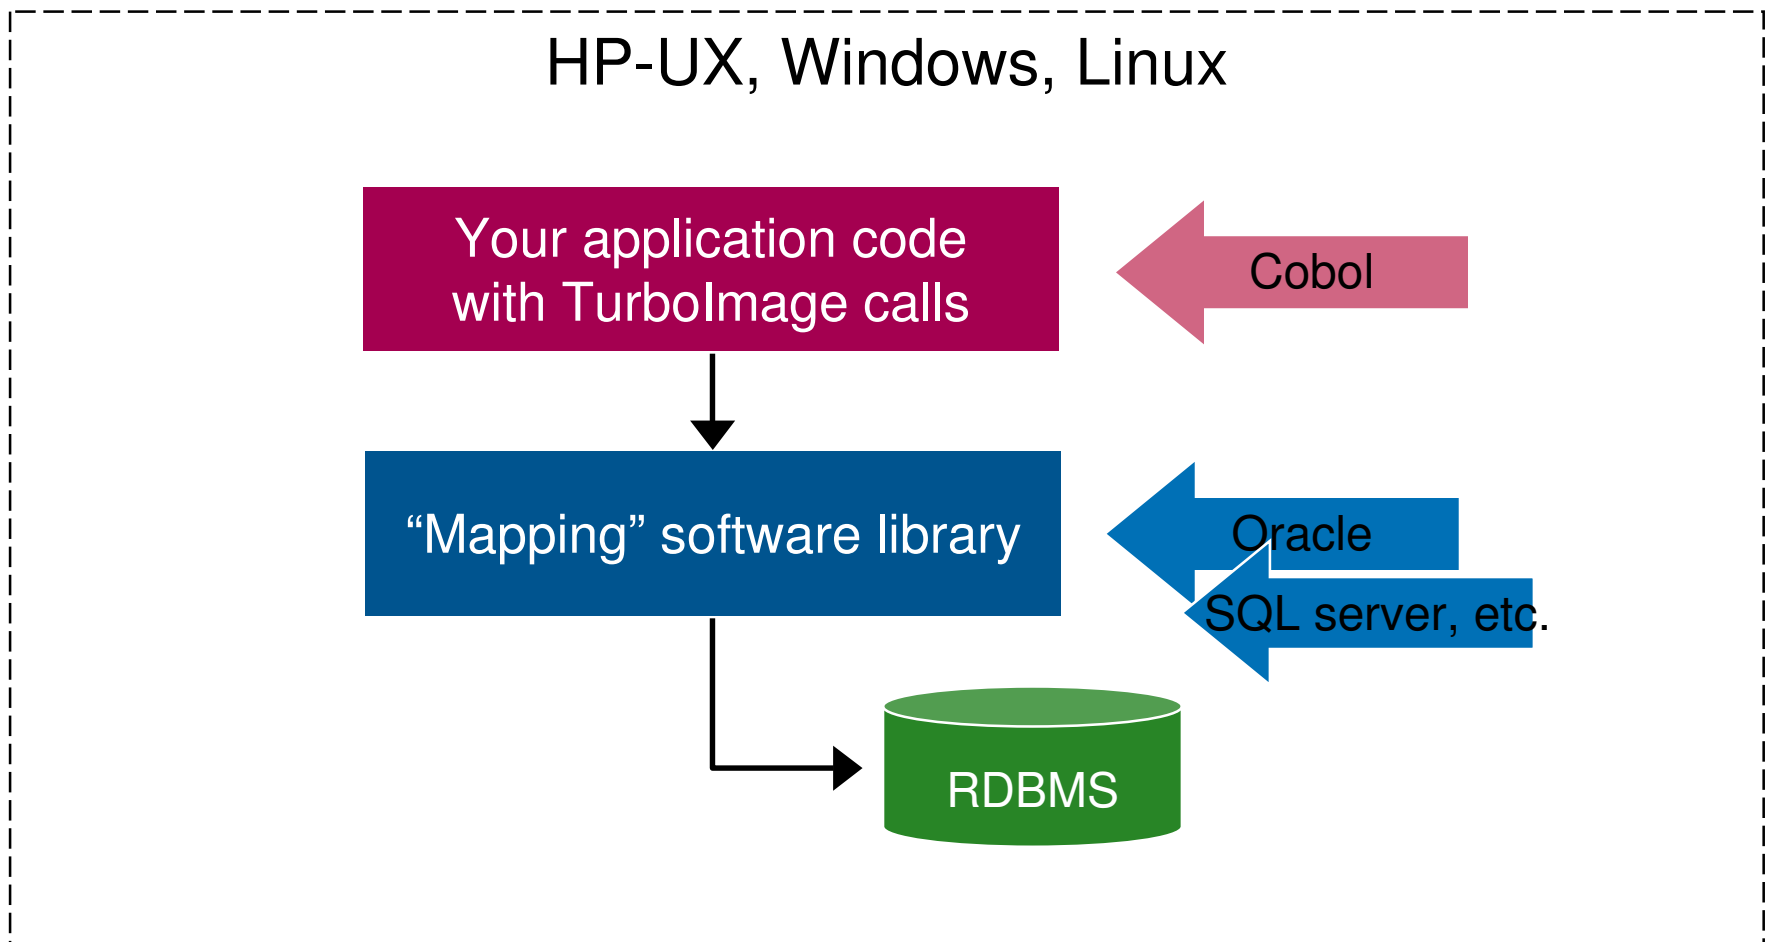 HP-UX, Windows, Linux
Your application code
with TurboImage calls
Cobol
“Mapping” software library
Oracle
SQL server, etc.
RDBMS